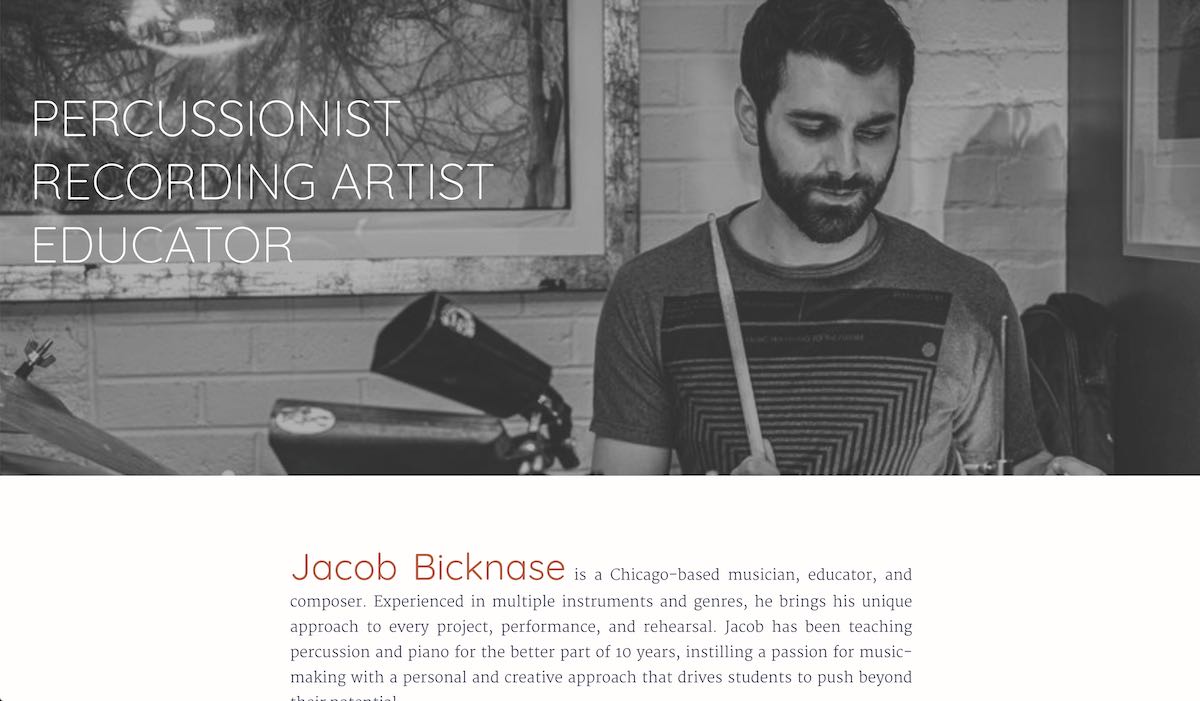 PERCUSSIONIST
RECORDING ARTIST
EDUCATOR
Jacob Bicknase is a Chicago-based musician, educator, and
composer. Experienced in multiple instruments and genres, he brings his unique
approach to every project, performance, and rehearsal. Jacob has been teaching
percussion and piano for the better part of 10 years, instilling a passion for music-
making with a personal and creative approach that drives students to push beyond
their potential.